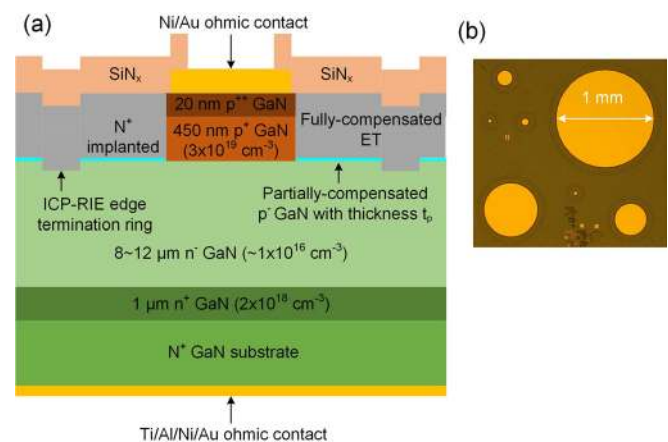 (a)
Ni/Au ohmic contact
(b)
SiNₓ
SiNₓ
20 nm p⁺⁺ GaN
N⁺
implanted
450 nm p⁺ GaN
(3x10¹⁹ cm⁻³)
Fully-compensated
ET
1 mm
ICP-RIE edge
termination ring
Partially-compensated
p⁻ GaN with thickness tₚ
8~12 µm n⁻ GaN (~1x10¹⁶ cm⁻³)
1 µm n⁺ GaN (2x10¹⁸ cm⁻³)
N⁺ GaN substrate
Ti/Al/Ni/Au ohmic contact